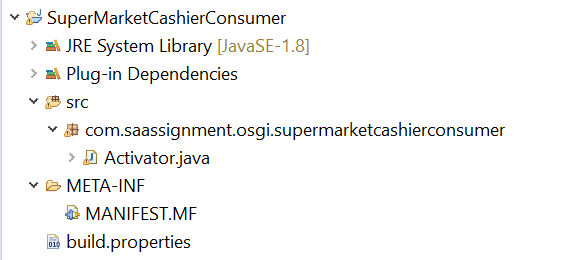 SuperMarketCashierConsumer
JRE System Library [JavaSE-1.8]
Plug-in Dependencies
src
com.saassignment.osgi.supermarketcashierconsumer
Activator.java
META-INF
MANIFEST.MF
build.properties